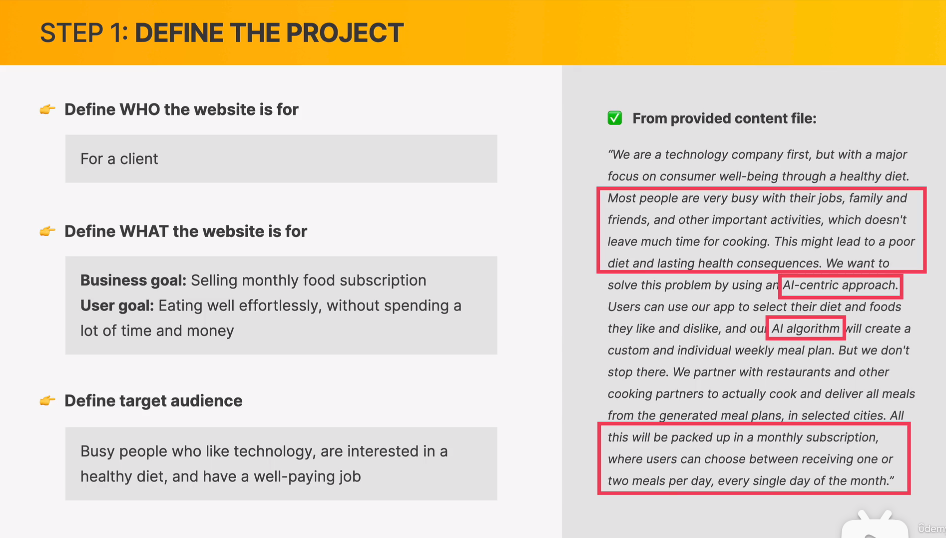 STEP 1: DEFINE THE PROJECT
👉 Define WHO the website is for
For a client
👉 Define WHAT the website is for
Business goal: Selling monthly food subscription
User goal: Eating well effortlessly, without spending a
lot of time and money
👉 Define target audience
Busy people who like technology, are interested in a
healthy diet, and have a well-paying job
✅ From provided content file:
“We are a technology company first, but with a major
focus on consumer well-being through a healthy diet.
Most people are very busy with their jobs, family and
friends, and other important activities, which doesn't
leave much time for cooking. This might lead to a poor
diet and lasting health consequences. We want to
solve this problem by using an AI-centric approach.
Users can use our app to select their diet and foods
they like and dislike, and our AI algorithm will create a
custom and individual weekly meal plan. But we don't
stop there. We partner with restaurants and other
cooking partners to actually cook and deliver all meals
from the generated meal plans, in selected cities. All
this will be packed up in a monthly subscription,
where users can choose between receiving one or
two meals per day, every single day of the month.”